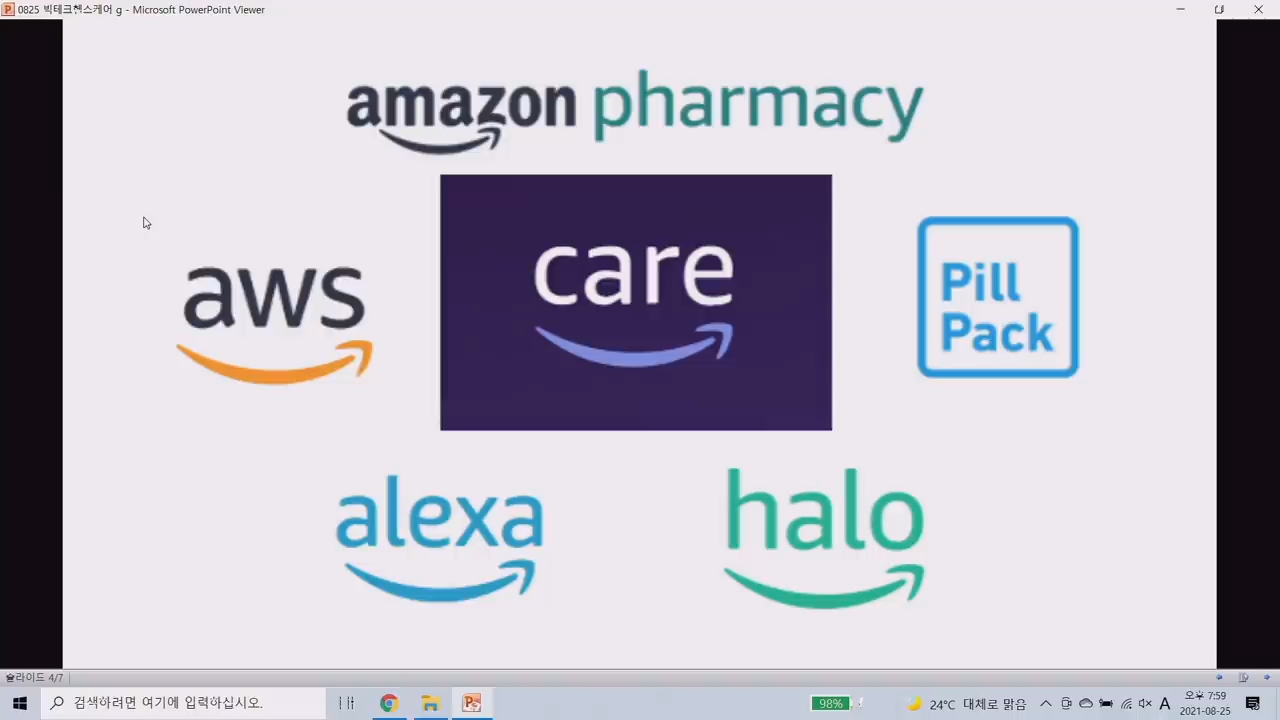 0825 빅테크헬스케어 g - Microsoft PowerPoint Viewer
amazon pharmacy
aws
care
Pill
Pack
alexa
halo
슬라이드 4/7
검색하려면 여기에 입력하십시오.
98%
24°C 대체로 맑음
A
오후 7:59
2021-08-25